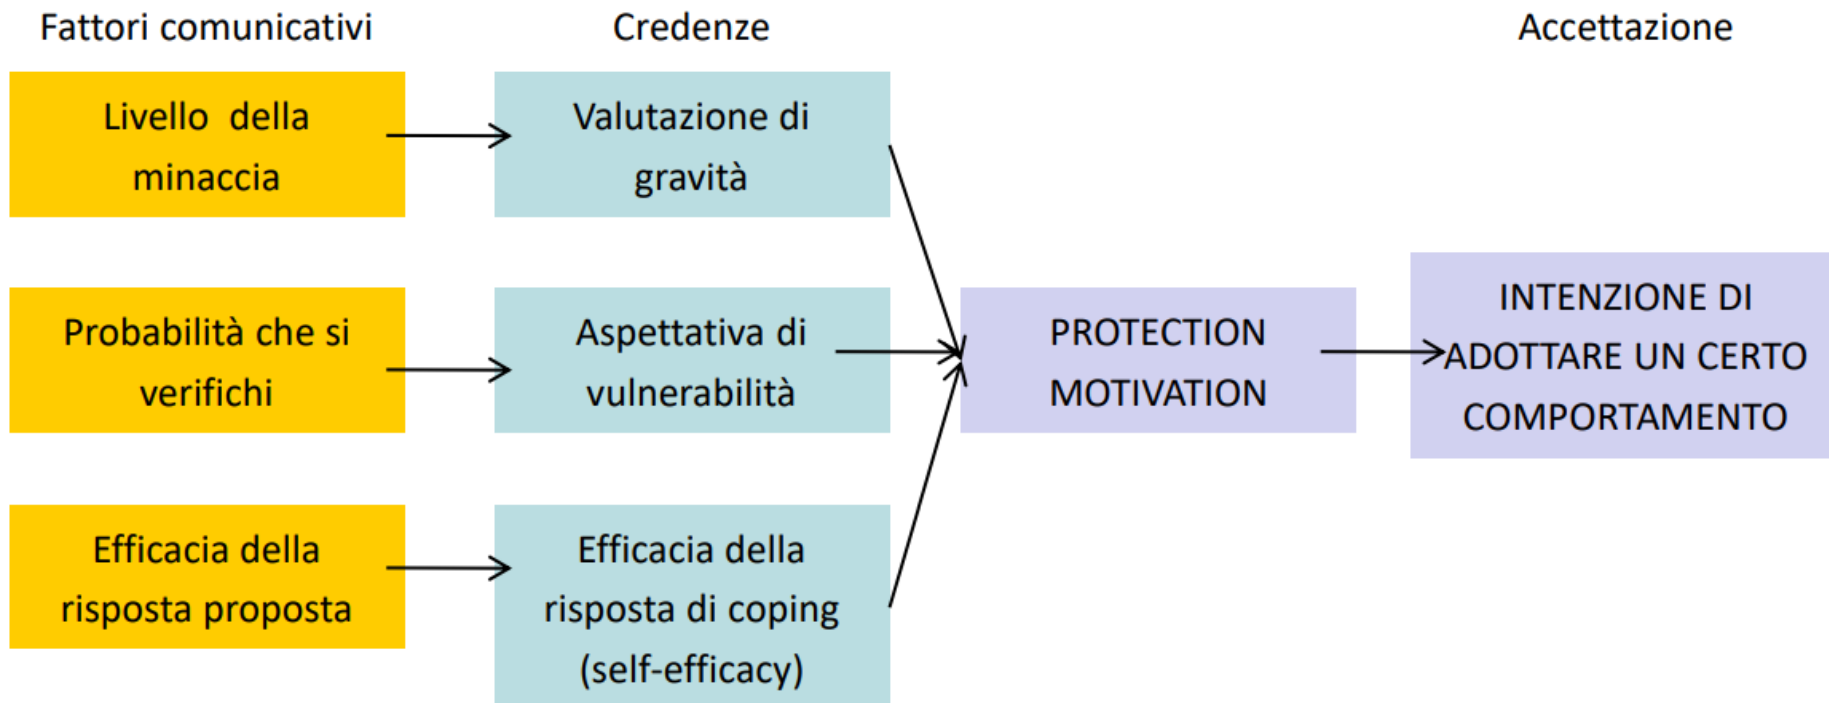 Fattori comunicativi
Credenze
Accettazione
Livello  della
minaccia
Valutazione di
gravità
Probabilità che si
verifichi
Aspettativa di
vulnerabilità
PROTECTION
MOTIVATION
INTENZIONE DI
ADOTTARE UN CERTO
COMPORTAMENTO
Efficacia della
risposta proposta
Efficacia della
risposta di coping
(self-efficacy)